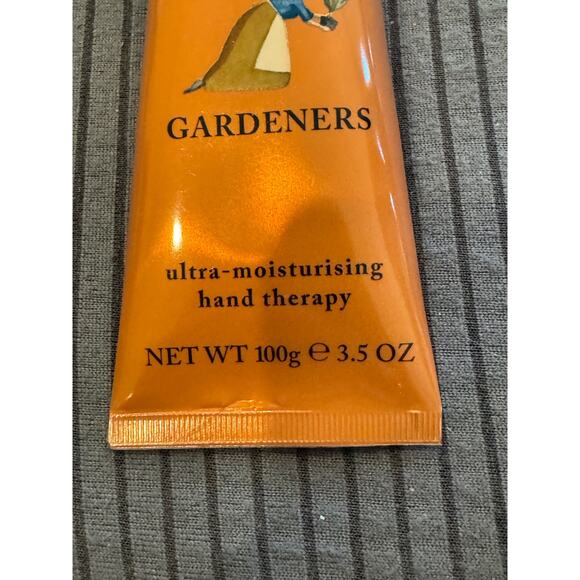 GARDENERS
ultra-moisturising
hand therapy
NET WT 100g ℮ 3.5 OZ